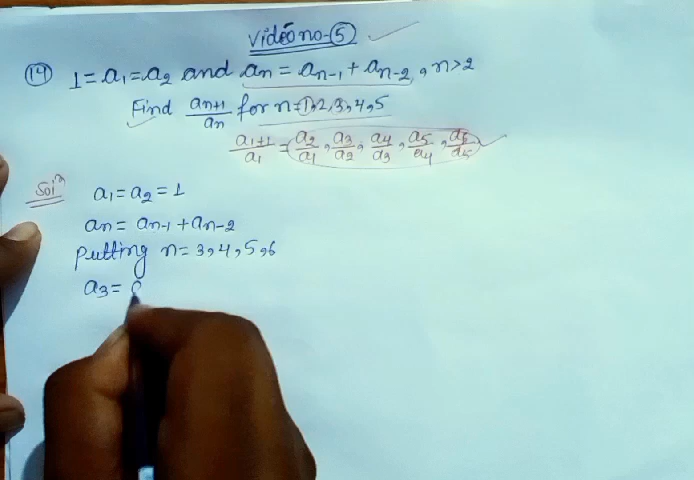 Video no-⑤
⑭ 1 = a₁ = a₂ and aₙ = aₙ₋₁ + aₙ₋₂, n>2
Find aₙ₊₁/aₙ for n=1,2,3,4,5
a₁₊₁/a₁ = a₂/a₁, a₃/a₂, a₄/a₃, a₅/a₄, a₆/a₅
Solⁿ a₁ = a₂ = 1
aₙ = aₙ₋₁ + aₙ₋₂
Putting n = 3,4,5,6
a₃ =